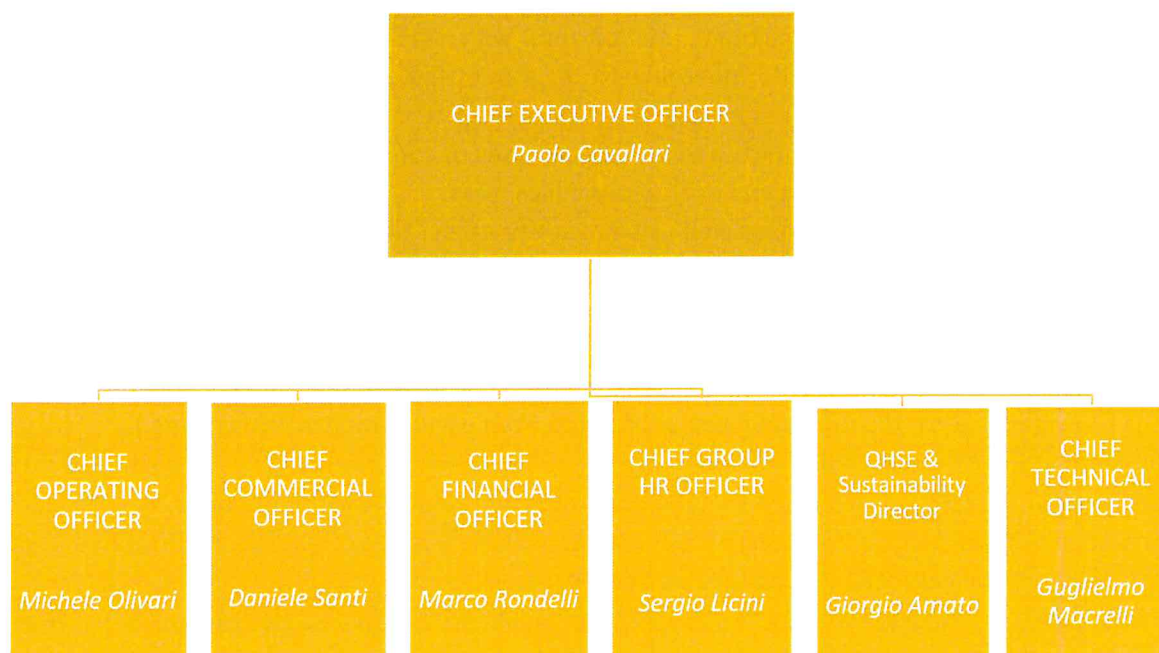 CHIEF EXECUTIVE OFFICER
Paolo Cavallari
CHIEF
OPERATING
OFFICER
Michele Olivari
CHIEF
COMMERCIAL
OFFICER
Daniele Santi
CHIEF
FINANCIAL
OFFICER
Marco Rondelli
CHIEF GROUP
HR OFFICER
Sergio Licini
QHSE &
Sustainability
Director
Giorgio Amato
CHIEF
TECHNICAL
OFFICER
Guglielmo
Macrelli